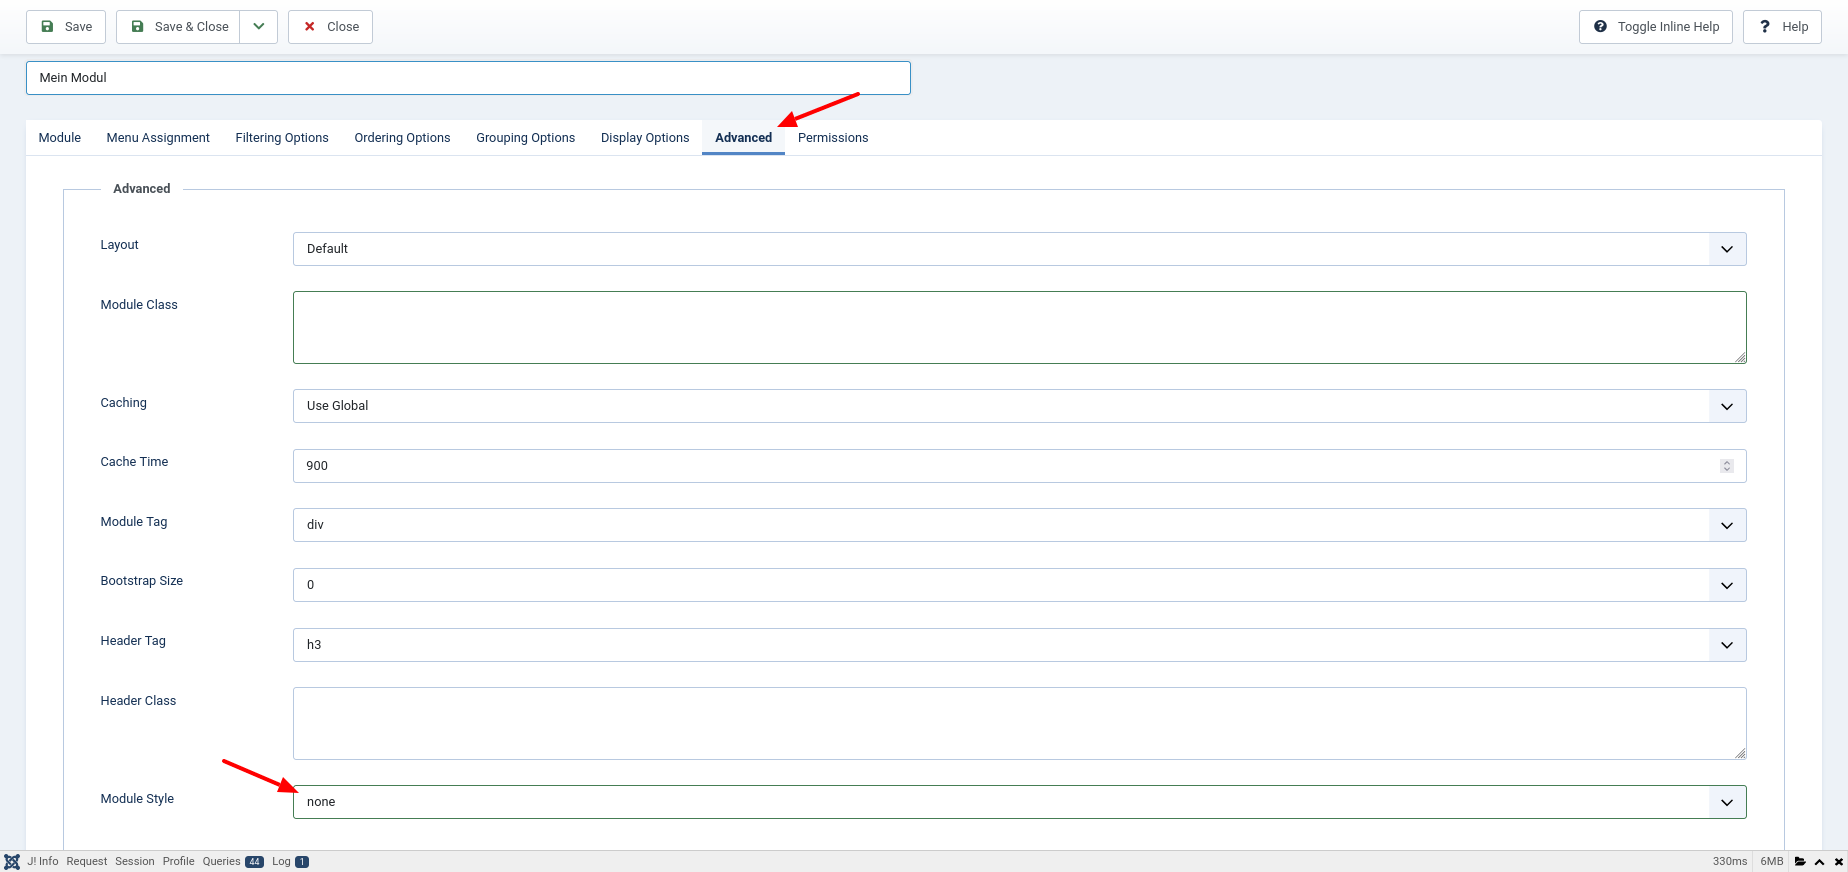 Save Save & Close Close Toggle Inline Help ? Help
Mein Modul
Module Menu Assignment Filtering Options Ordering Options Grouping Options Display Options Advanced Permissions
Advanced
Layout Default
Module Class
Caching Use Global
Cache Time 900
Module Tag div
Bootstrap Size 0
Header Tag h3
Header Class
Module Style none
J! Info Request Session Profile Queries 44 Log 1 330ms 6MB